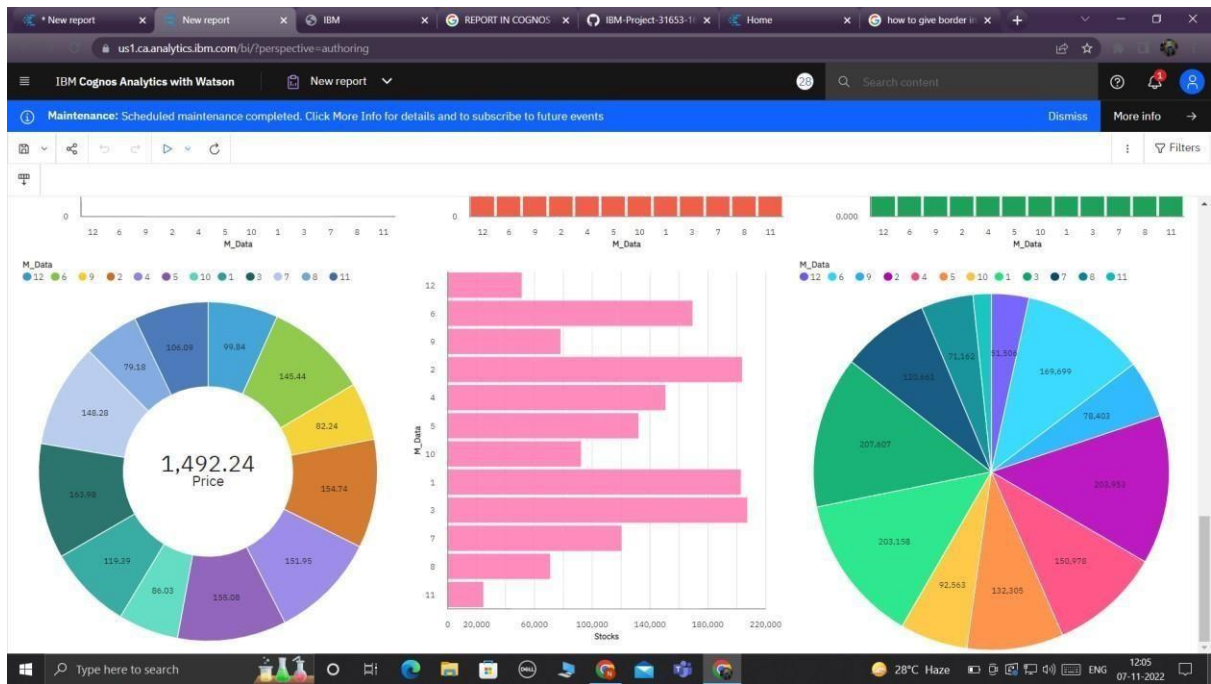 * New report
New report
IBM
REPORT IN COGNOS
IBM-Project-31653-1
Home
how to give border in
us1.ca.analytics.ibm.com/bi/?perspective=authoring
IBM Cognos Analytics with Watson
New report
28
Search content
Maintenance: Scheduled maintenance completed. Click More Info for details and to subscribe to future events
Dismiss
More info
Filters
0
12 6 9 2 4 5 10 1 3 7 8 11
M_Data
0
12 6 9 2 4 5 10 1 3 7 8 11
M_Data
0.000
12 6 9 2 4 5 10 1 3 7 8 11
M_Data
M_Data
12 6 9 2 4 5 10 1 3 7 8 11
99.84
145.44
82.24
154.74
151.95
86.03
119.39
148.28
79.18
106.09
1,492.24
Price
M_Data
12
6
9
2
4
5
10
1
3
7
8
11
0 20,000 60,000 100,000 140,000 180,000 220,000
Stocks
M_Data
12 6 9 2 4 5 10 1 3 7 8 11
51,506
169,699
78,403
203,953
150,978
132,305
92,563
203,158
207,607
120,661
71,162
Type here to search
DELL
28°C Haze
ENG
12:05
07-11-2022